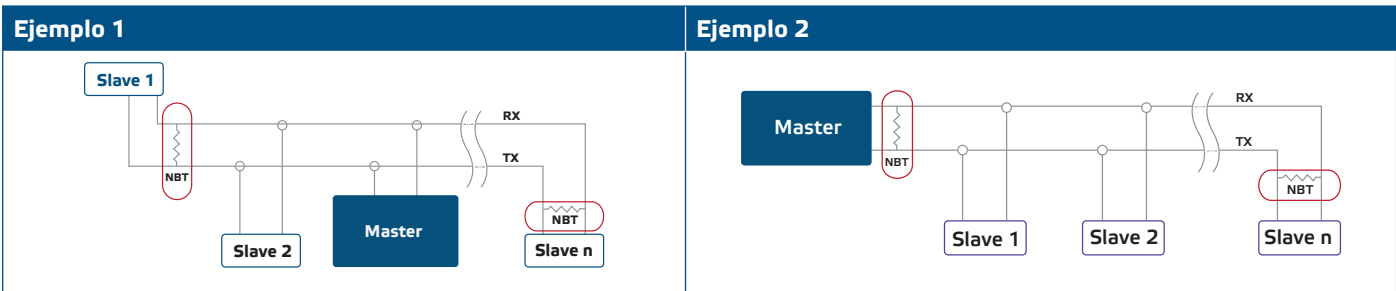 Ejemplo 1
Slave 1
RX
TX
NBT
NBT
Slave 2
Master
Slave n
Ejemplo 2
Master
RX
TX
NBT
NBT
Slave 1
Slave 2
Slave n